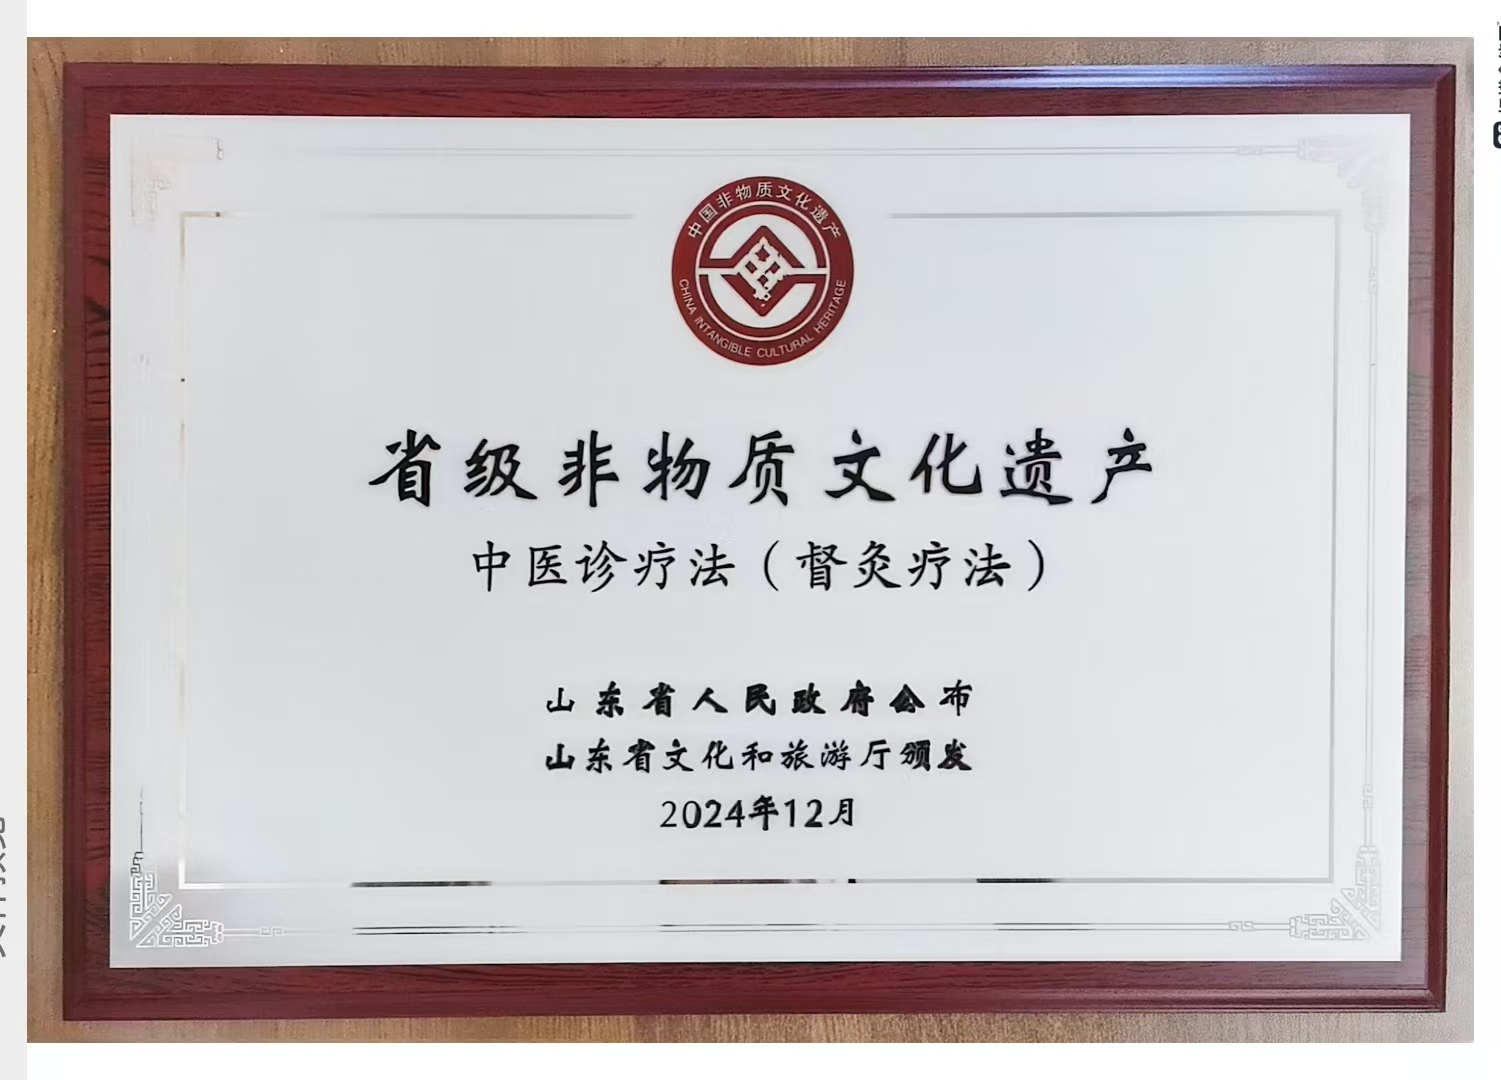 中国非物质文化遗产
CHINA INTANGIBLE CULTURAL HERITAGE
省级非物质文化遗产
中医诊疗法（督灸疗法）
山东省人民政府公布
山东省文化和旅游厅颁发
2024年12月